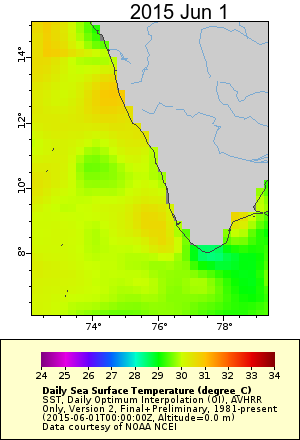 2015 Jun 1
14°
12°
10°
8°
74° 76° 78°
24 25 26 27 28 29 30 31 32 33 34
Daily Sea Surface Temperature (degree_C)
SST, Daily Optimum Interpolation (OI), AVHRR
Only, Version 2, Final+Preliminary, 1981-present
(2015-06-01T00:00:00Z, Altitude=0.0 m)
Data courtesy of NOAA NCEI